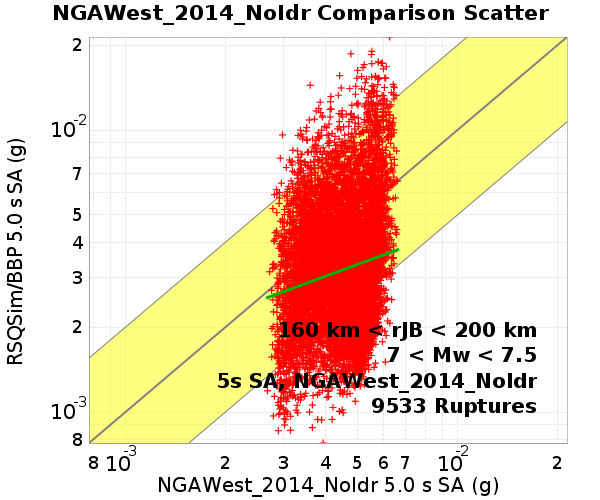 NGAWest_2014_NoIdr Comparison Scatter
RSQSim/BBP 5.0 s SA (g)
2
10-2
7
5
4
3
2
10-3
8
160 km < rJB < 200 km
7 < Mw < 7.5
5s SA, NGAWest_2014_NoIdr
9533 Ruptures
8 10-3 2 3 4 5 6 7 10-2 2
NGAWest_2014_NoIdr 5.0 s SA (g)